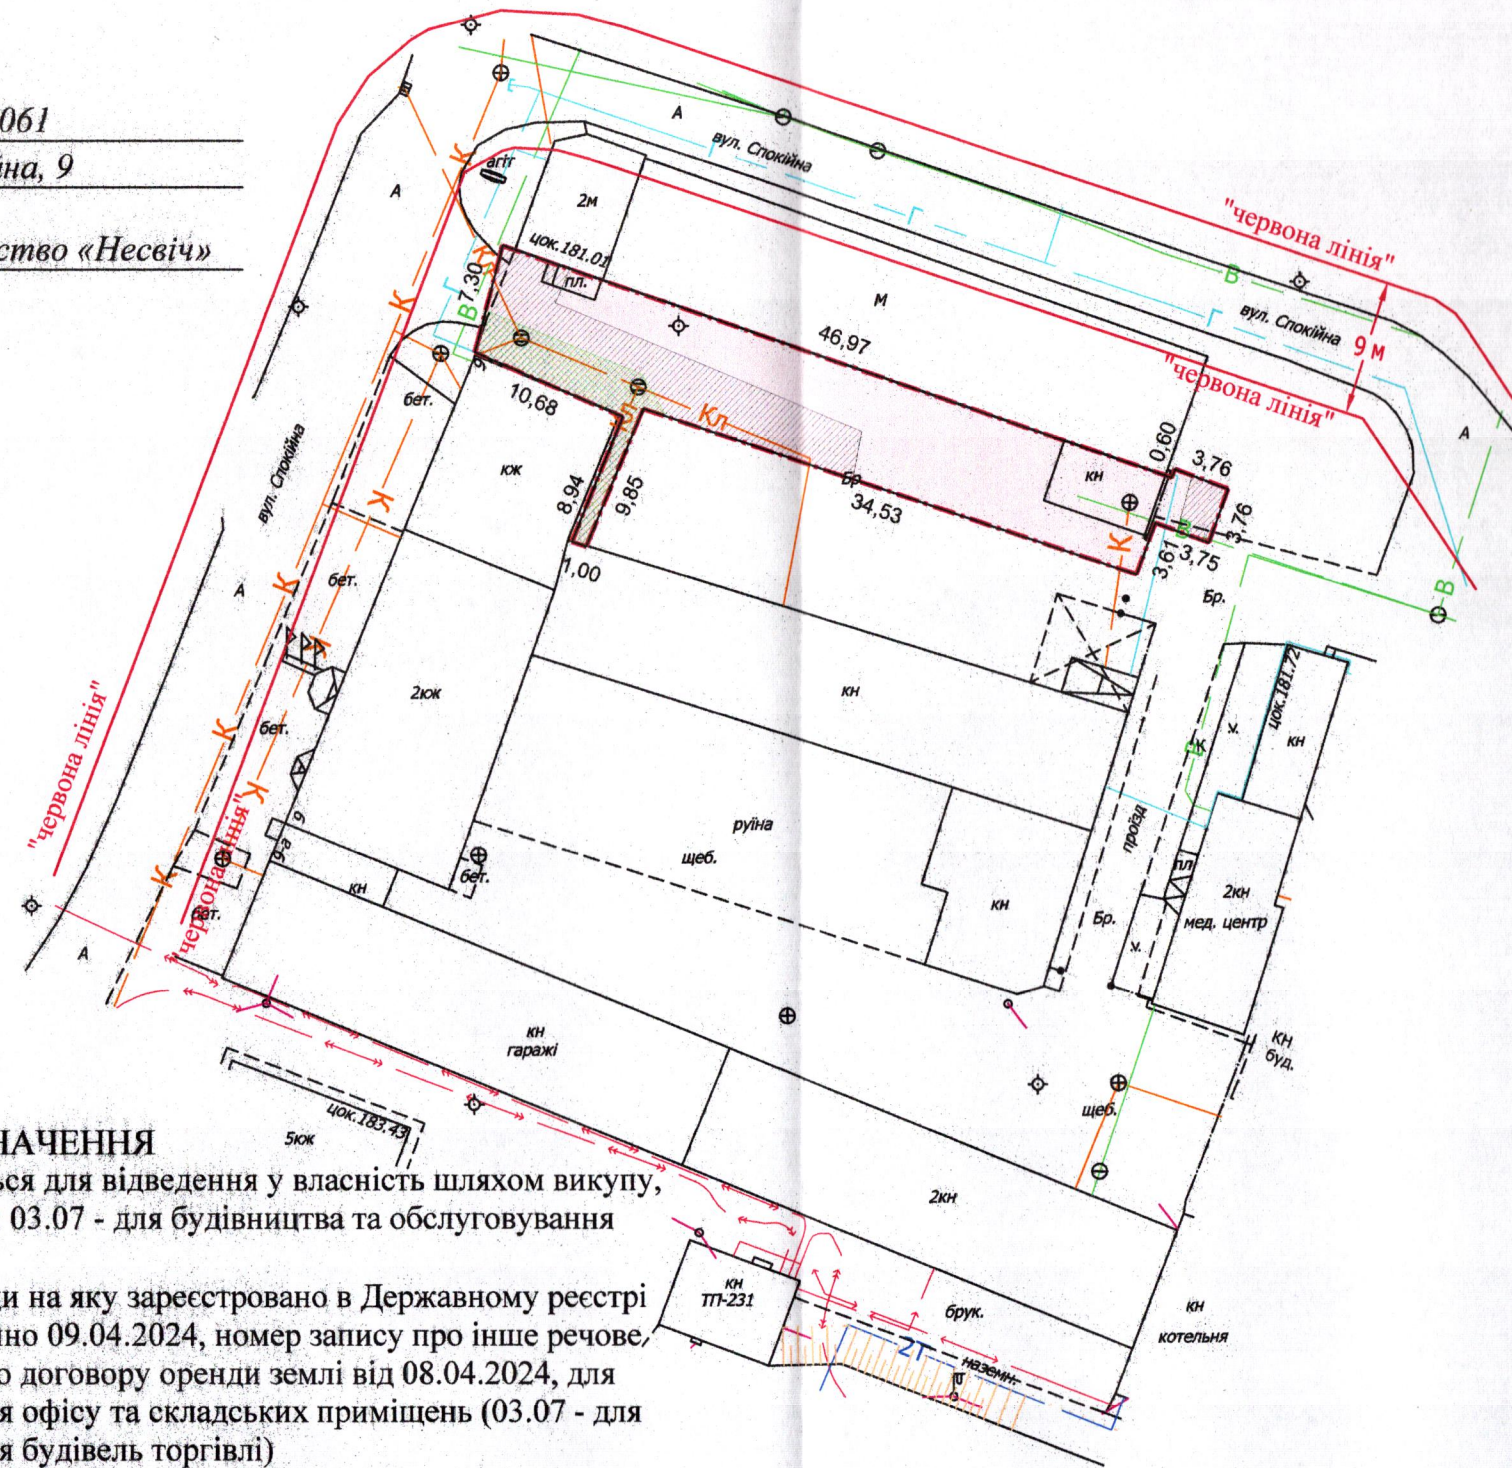 061
на, 9
ство «Несвіч»
А
вул. Спокійна
агіт
К
А
2м
Г
Г
"червона лінія"
цок.181.01
В
7,30
пл.
К
Г
В
М
46,97
Г
вул. Спокійна
9 м
"червона лінія"
9
10,68
бет.
Кл
0,60
3,76
А
кж
кн
вул. Спокійна
К
8,94
9,85
Бр.
34,53
К
В
3,76
3,61
3,75
1,00
бет.
К
А
Бр.
В
К
2кж
кн
цок.181.72
"червона лінія"
К
бет.
К
В
к
у.
кн
К
руїна
щеб.
проїзд
9-а
9
К
"червона лінія"
кн
бет.
пл
2кн
мед. центр
бет.
кн
Бр.
у.
А
кн
гаражі
КН
буд.
цок.183.43
5кж
щеб.
НАЧЕННЯ
ься для відведення у власність шляхом викупу,
03.07 - для будівництва та обслуговування
2кн
ди на яку зареєстровано в Державному реєстрі
йно 09.04.2024, номер запису про інше речове
о договору оренди землі від 08.04.2024, для
я офісу та складських приміщень (03.07 - для
я будівель торгівлі)
кн
ТП-231
брук.
кн
котельня
2Т
наземн.